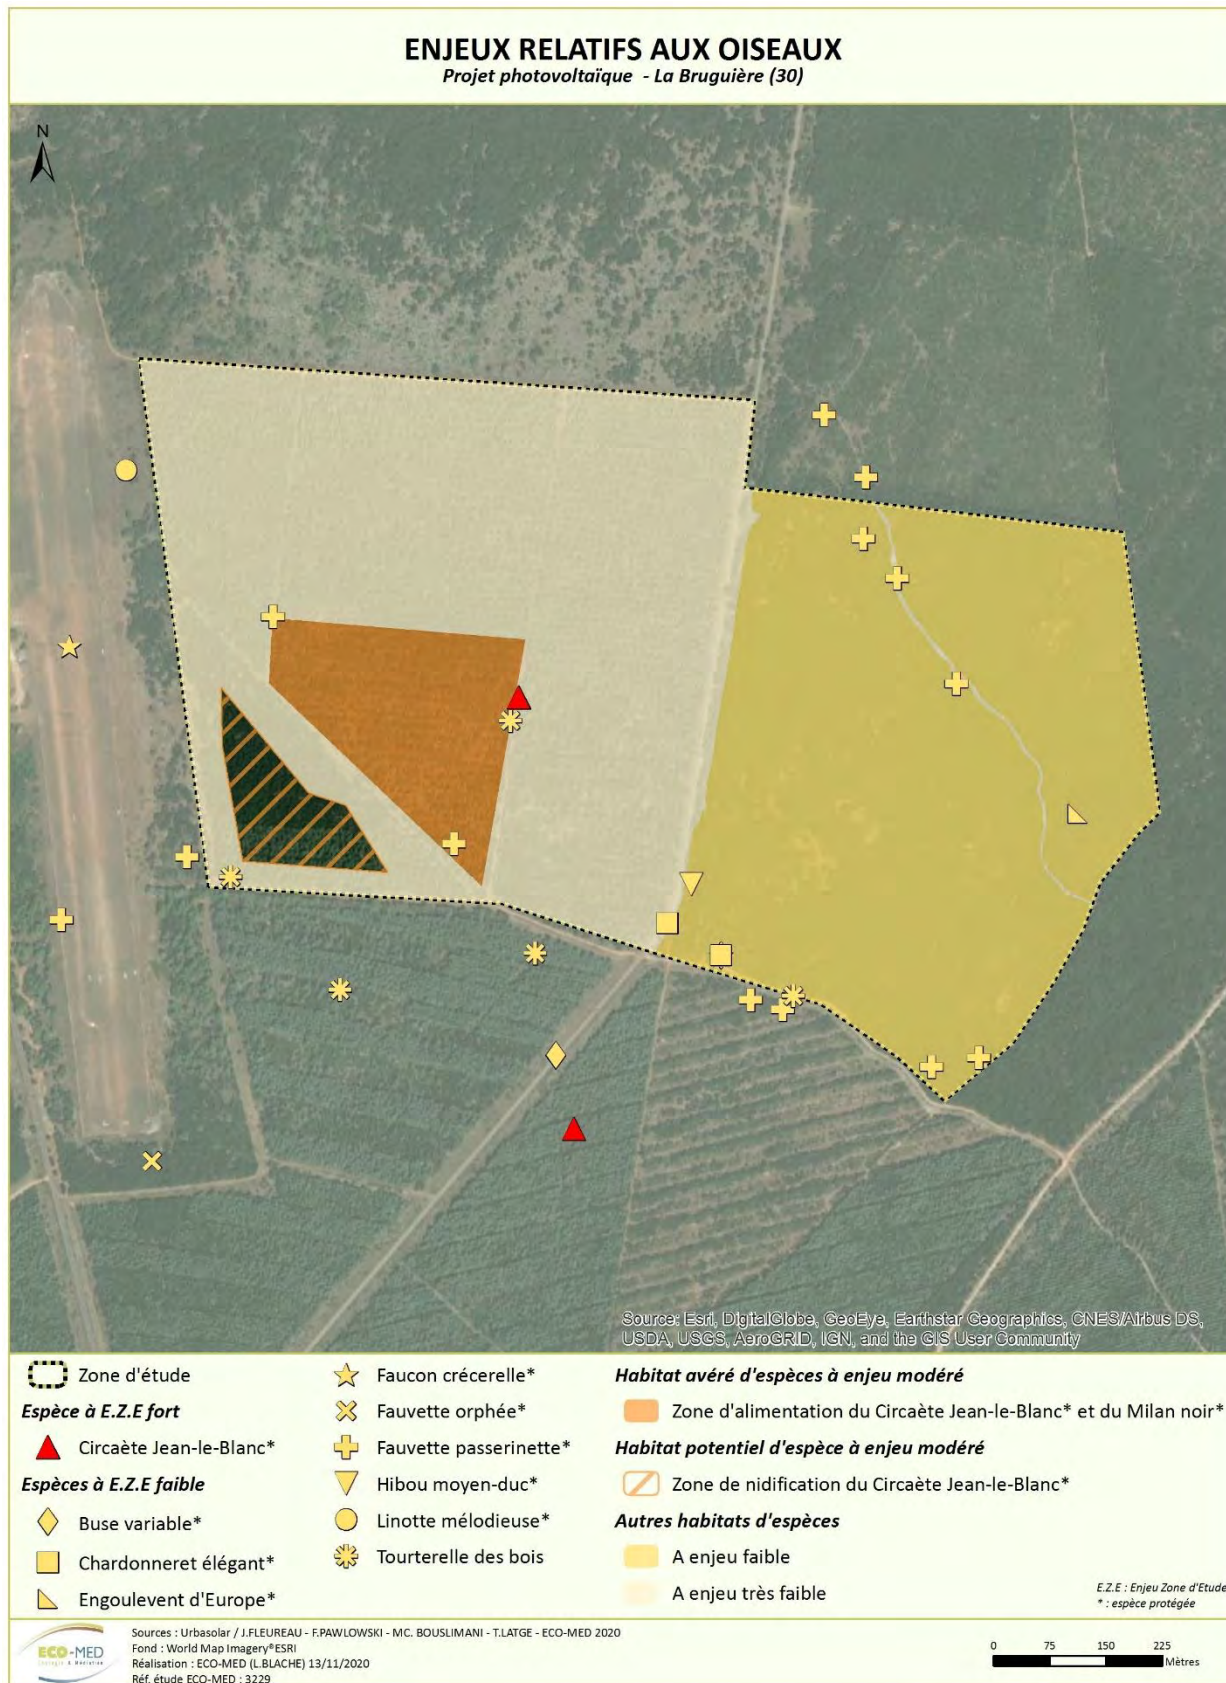 ENJEUX RELATIFS AUX OISEAUX
Projet photovoltaïque - La Bruguière (30)
N
Source: Esri, DigitalGlobe, GeoEye, Earthstar Geographics, CNES/Airbus DS,
USDA, USGS, AeroGRID, IGN, and the GIS User Community
Zone d'étude
Espèce à E.Z.E fort
Circaète Jean-le-Blanc*
Espèces à E.Z.E faible
Buse variable*
Chardonneret élégant*
Engoulevent d'Europe*
Faucon crécerelle*
Fauvette orphée*
Fauvette passerinette*
Hibou moyen-duc*
Linotte mélodieuse*
Tourterelle des bois
Habitat avéré d'espèces à enjeu modéré
Zone d'alimentation du Circaète Jean-le-Blanc* et du Milan noir*
Habitat potentiel d'espèce à enjeu modéré
Zone de nidification du Circaète Jean-le-Blanc*
Autres habitats d'espèces
A enjeu faible
A enjeu très faible
E.Z.E : Enjeu Zone d'Etude
* : espèce protégée
ECO-MED
Ecologie & Médiation
Sources : Urbasolar / J.FLEUREAU - F.PAWLOWSKI - MC. BOUSLIMANI - T.LATGE - ECO-MED 2020
Fond : World Map Imagery®ESRI
Réalisation : ECO-MED (L.BLACHE) 13/11/2020
Réf. étude ECO-MED : 3229
0 75 150 225
Mètres